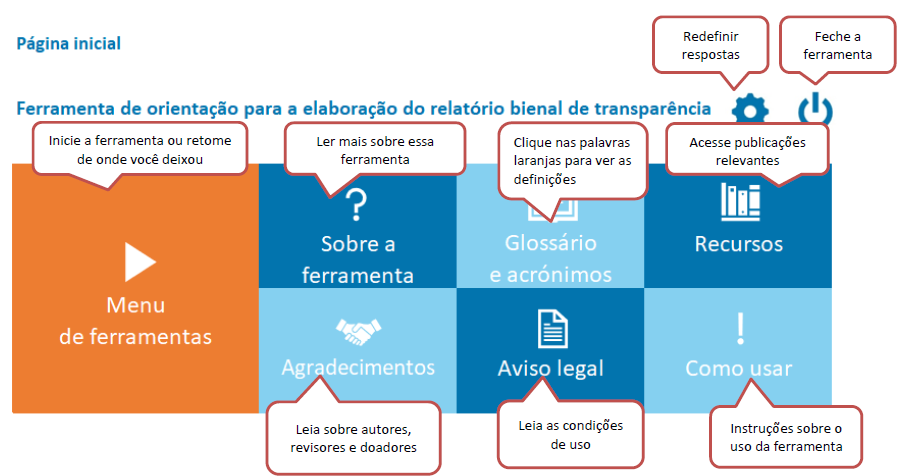 Página inicial
Redefinir
respostas
Feche a
ferramenta
Ferramenta de orientação para a elaboração do relatório bienal de transparência
Inicie a ferramenta ou retome
de onde você deixou
Ler mais sobre essa
ferramenta
Clique nas palavras
laranjas para ver as
definições
Acesse publicações
relevantes
Menu
de ferramentas
?
Sobre a
ferramenta
Glossário
e acrónimos
Recursos
Agradecimentos
Aviso legal
!
Como usar
Leia sobre autores,
revisores e doadores
Leia as condições
de uso
Instruções sobre o
uso da ferramenta